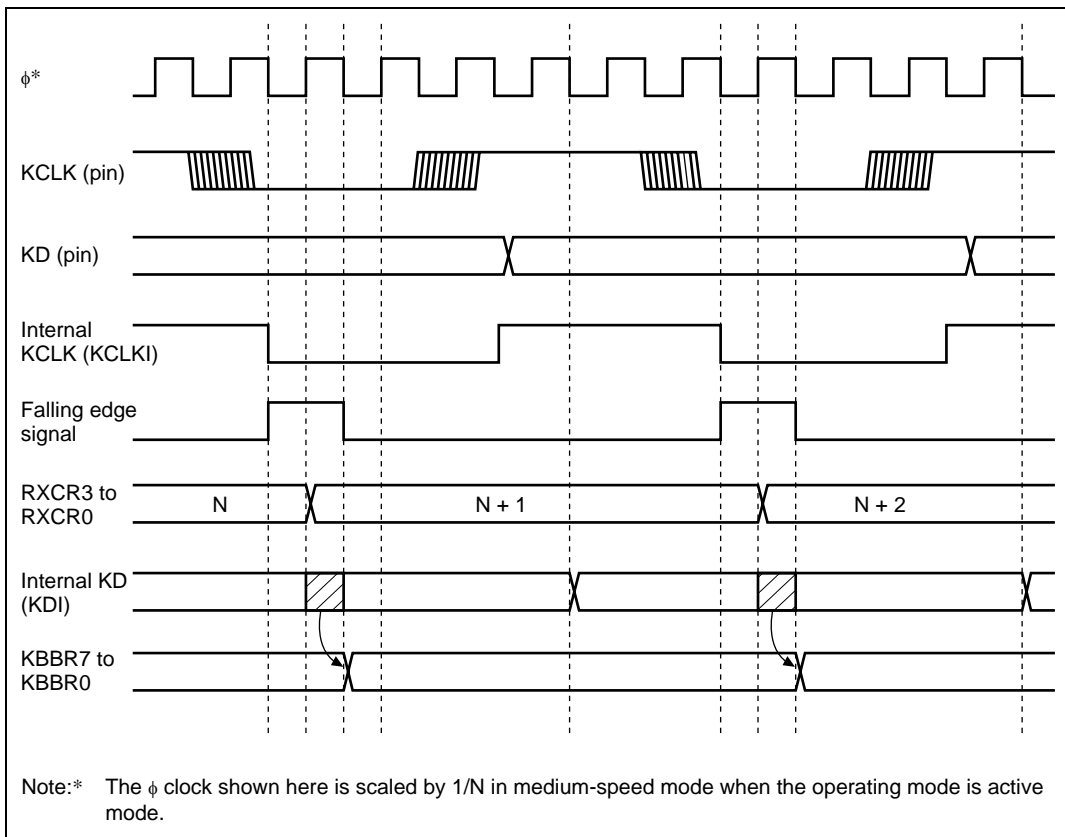 ϕ*
KCLK (pin)
KD (pin)
Internal
KCLK (KCLKI)
Falling edge
signal
RXCR3 to
RXCR0
N
N + 1
N + 2
Internal KD
(KDI)
KBBR7 to
KBBR0
Note:* The ϕ clock shown here is scaled by 1/N in medium-speed mode when the operating mode is active
mode.